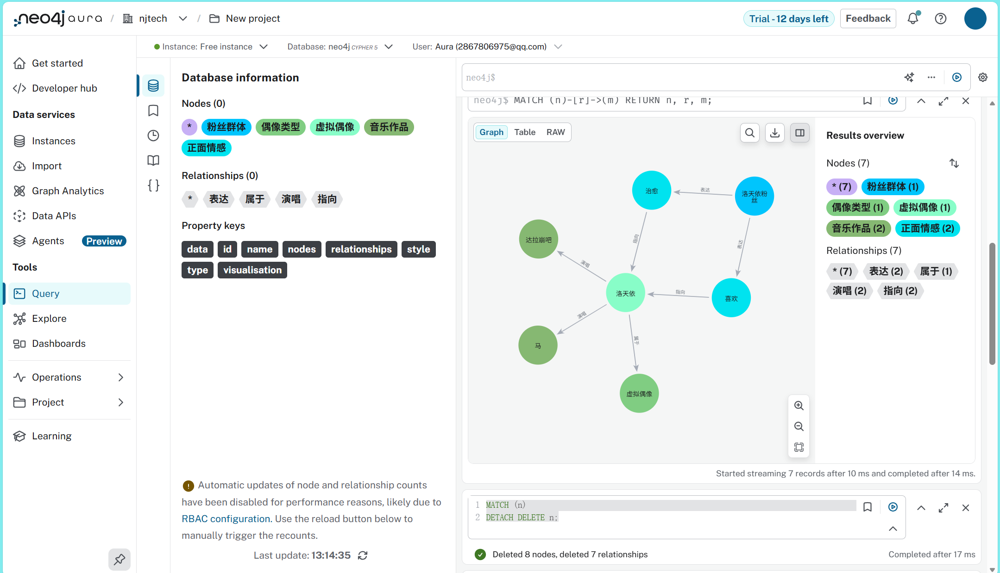 neo4j aura / njtech / New project
Trial - 12 days left
Feedback
Instance: Free instance
Database: neo4j CYPHER 5
User: Aura (2867806975@qq.com)
Get started
Developer hub
Data services
Instances
Import
Graph Analytics
Data APIs
Agents Preview
Tools
Query
Explore
Dashboards
Operations
Project
Learning
Database information
Nodes (0)
* 粉丝群体 偶像类型 虚拟偶像 音乐作品
正面情感
Relationships (0)
* 表达 属于 演唱 指向
Property keys
data id name nodes relationships style
type visualisation
! Automatic updates of node and relationship counts
have been disabled for performance reasons, likely due to
RBAC configuration. Use the reload button below to
manually trigger the recounts.
Last update: 13:14:35
neo4j$
neo4j$ MATCH (n)-[r]->(m) RETURN n, r, m;
Graph Table RAW
治愈
表达
洛天依粉
丝
达拉崩吧
指向
表达
演唱
洛天依
指向
喜欢
演唱
马
属于
虚拟偶像
Results overview
Nodes (7)
* (7) 粉丝群体 (1)
偶像类型 (1) 虚拟偶像 (1)
音乐作品 (2) 正面情感 (2)
Relationships (7)
* (7) 表达 (2) 属于 (1)
演唱 (2) 指向 (2)
Started streaming 7 records after 10 ms and completed after 14 ms.
1 MATCH (n)
2 DETACH DELETE n;
Deleted 8 nodes, deleted 7 relationships
Completed after 17 ms